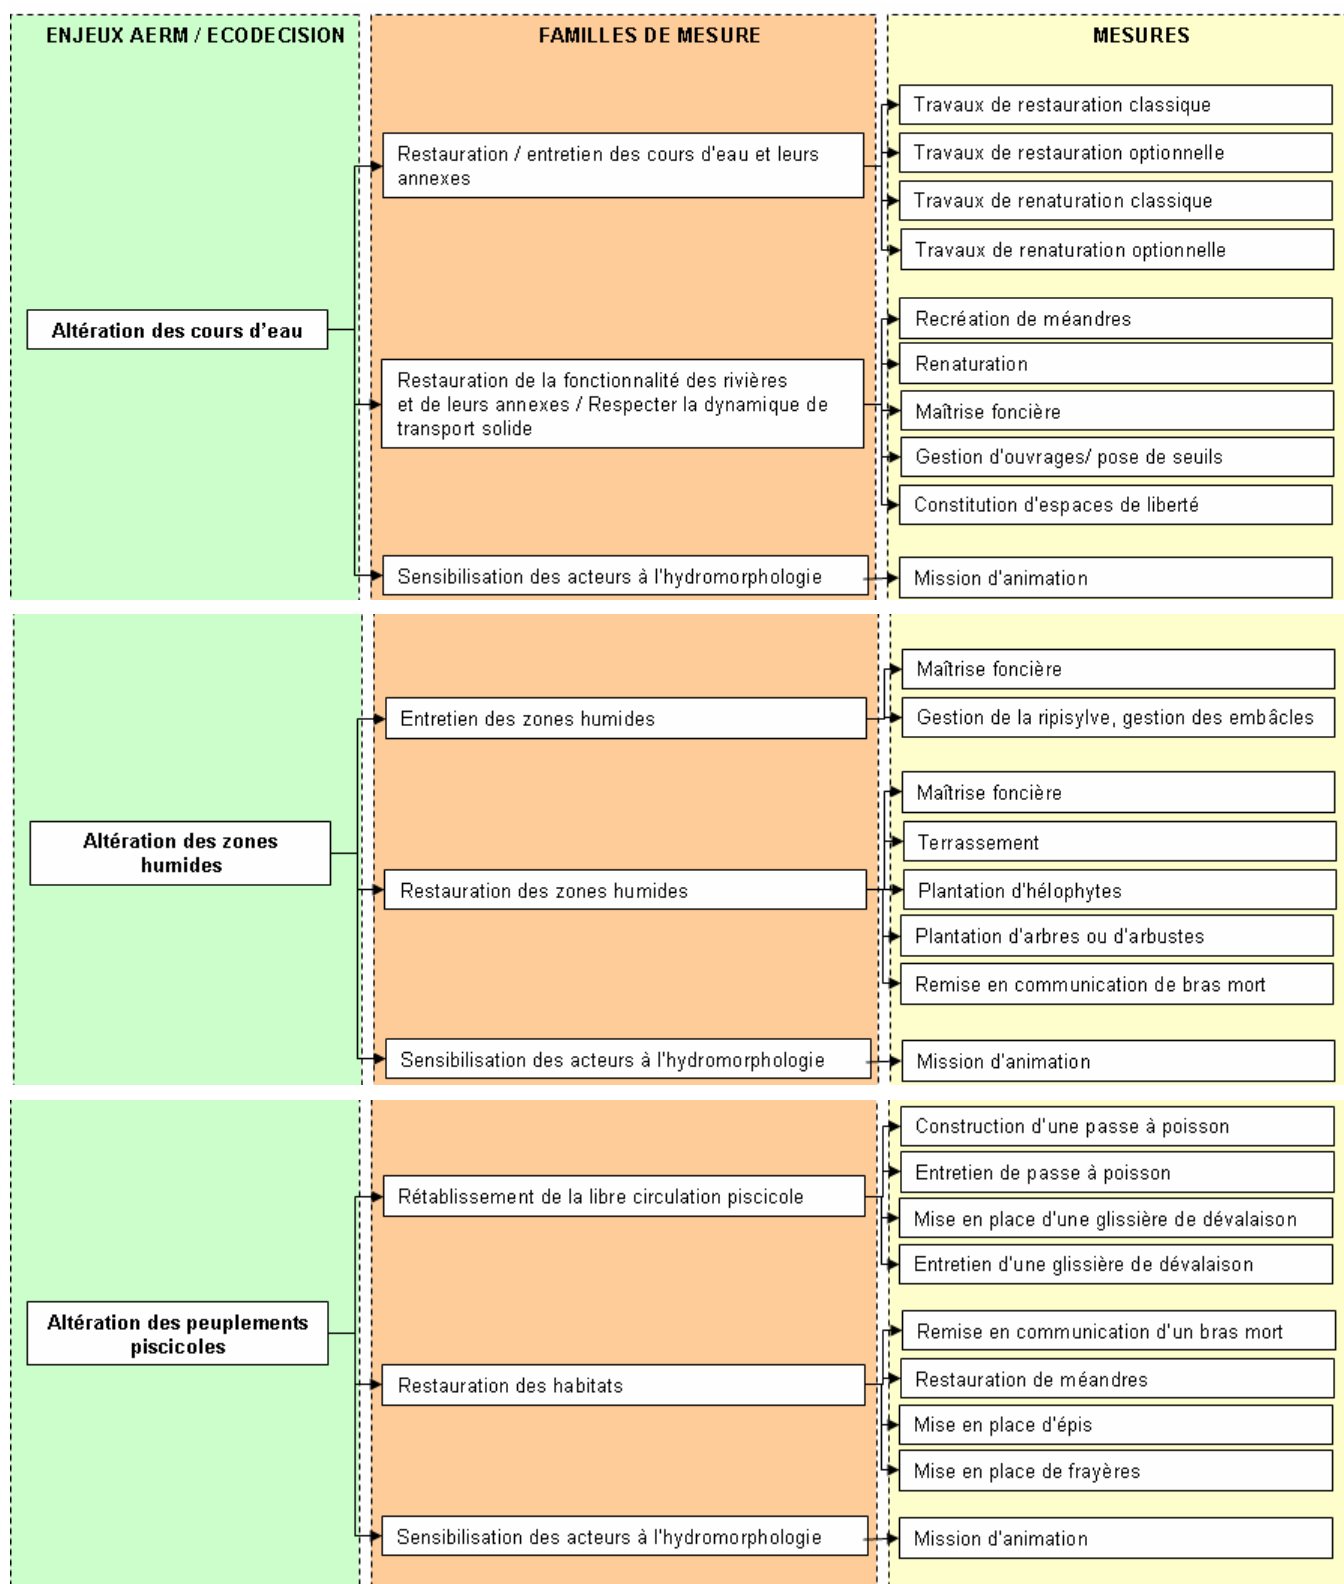 ENJEUX AERM / ECODECISION
FAMILLES DE MESURE
MESURES
Altération des cours d'eau
Restauration / entretien des cours d'eau et leurs
annexes
Travaux de restauration classique
Travaux de restauration optionnelle
Travaux de renaturation classique
Travaux de renaturation optionnelle
Restauration de la fonctionnalité des rivières
et de leurs annexes / Respecter la dynamique de
transport solide
Recréation de méandres
Renaturation
Maîtrise foncière
Gestion d'ouvrages/ pose de seuils
Constitution d'espaces de liberté
Sensibilisation des acteurs à l'hydromorphologie
Mission d'animation
Altération des zones
humides
Entretien des zones humides
Maîtrise foncière
Gestion de la ripisylve, gestion des embâcles
Restauration des zones humides
Maîtrise foncière
Terrassement
Plantation d'hélophytes
Plantation d'arbres ou d'arbustes
Remise en communication de bras mort
Sensibilisation des acteurs à l'hydromorphologie
Mission d'animation
Altération des peuplements
piscicoles
Rétablissement de la libre circulation piscicole
Construction d'une passe à poisson
Entretien de passe à poisson
Mise en place d'une glissière de dévalaison
Entretien d'une glissière de dévalaison
Restauration des habitats
Remise en communication d'un bras mort
Restauration de méandres
Mise en place d'épis
Mise en place de frayères
Sensibilisation des acteurs à l'hydromorphologie
Mission d'animation